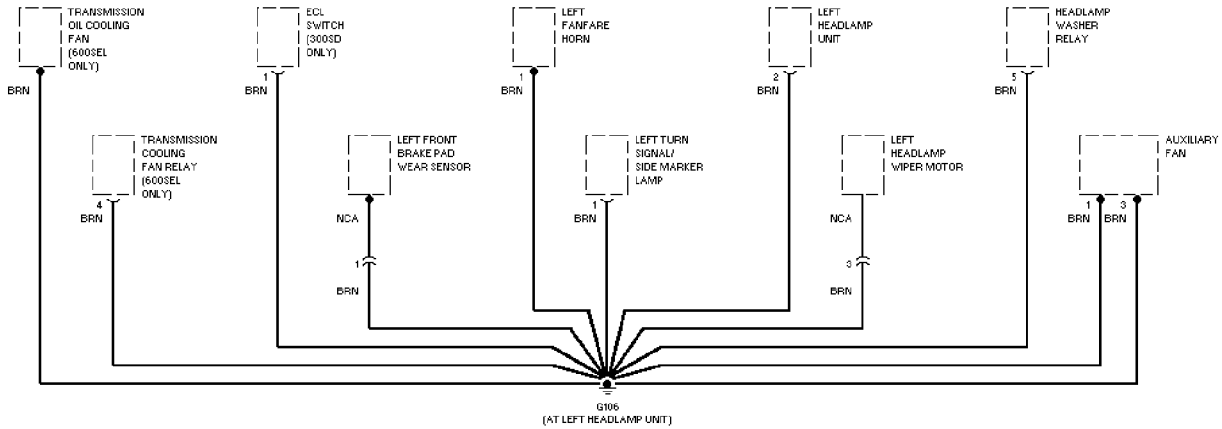 TRANSMISSION
OIL COOLING
FAN
(600SEL
ONLY)
BRN
ECL
SWITCH
(300SD
ONLY)
1
BRN
LEFT
FANFARE
HORN
1
BRN
LEFT
HEADLAMP
UNIT
2
BRN
HEADLAMP
WASHER
RELAY
5
BRN
TRANSMISSION
COOLING
FAN RELAY
(600SEL
ONLY)
4
BRN
LEFT FRONT
BRAKE PAD
WEAR SENSOR
NCA
1
BRN
LEFT TURN
SIGNAL/
SIDE MARKER
LAMP
1
BRN
LEFT
HEADLAMP
WIPER MOTOR
NCA
3
BRN
AUXILIARY
FAN
1 3
BRN BRN
G106
(AT LEFT HEADLAMP UNIT)